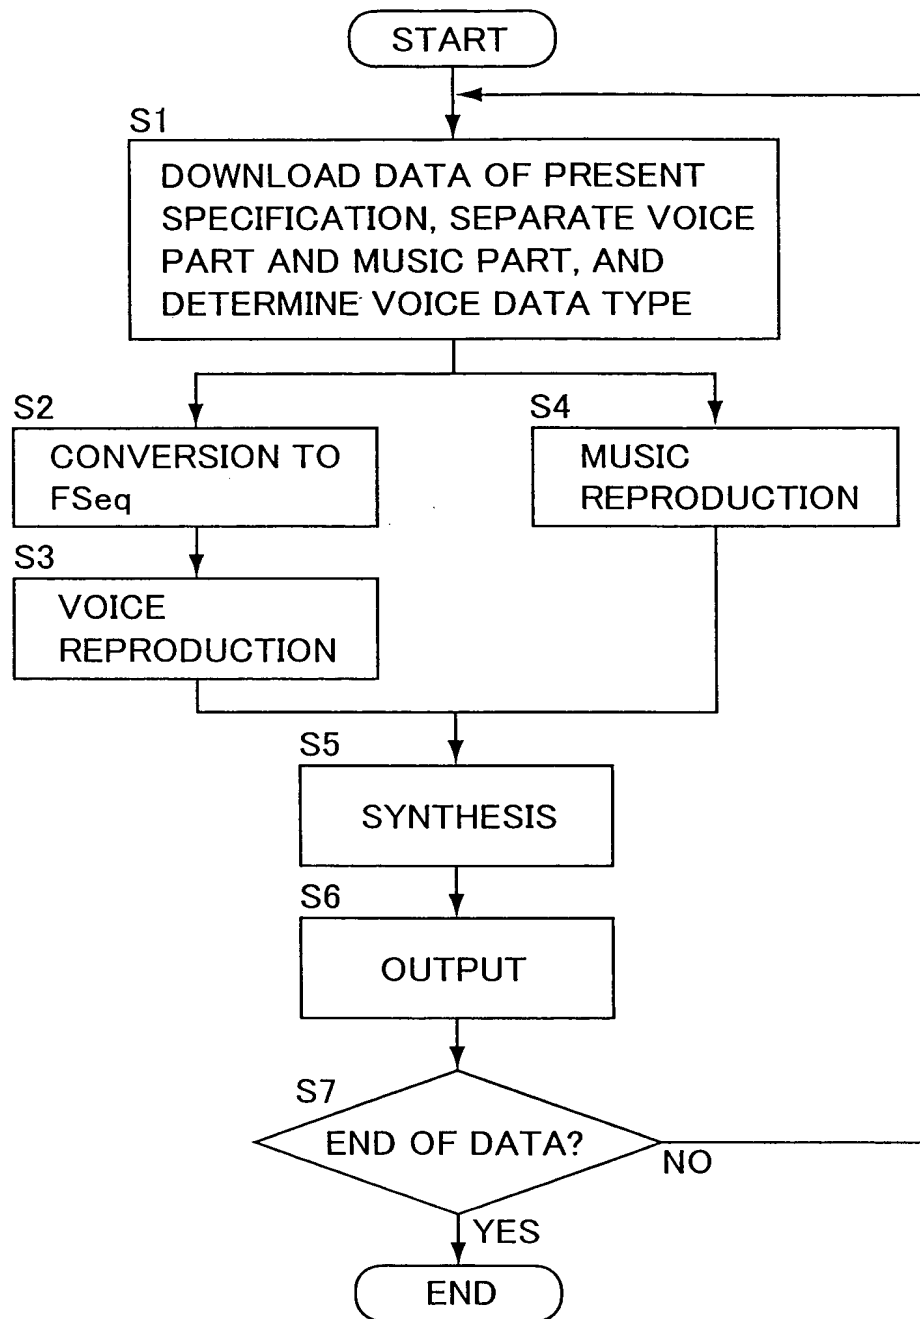 START
S1
DOWNLOAD DATA OF PRESENT
SPECIFICATION, SEPARATE VOICE
PART AND MUSIC PART, AND
DETERMINE VOICE DATA TYPE
S2
CONVERSION TO
FSeq
S3
VOICE
REPRODUCTION
S4
MUSIC
REPRODUCTION
S5
SYNTHESIS
S6
OUTPUT
S7
END OF DATA?
NO
YES
END